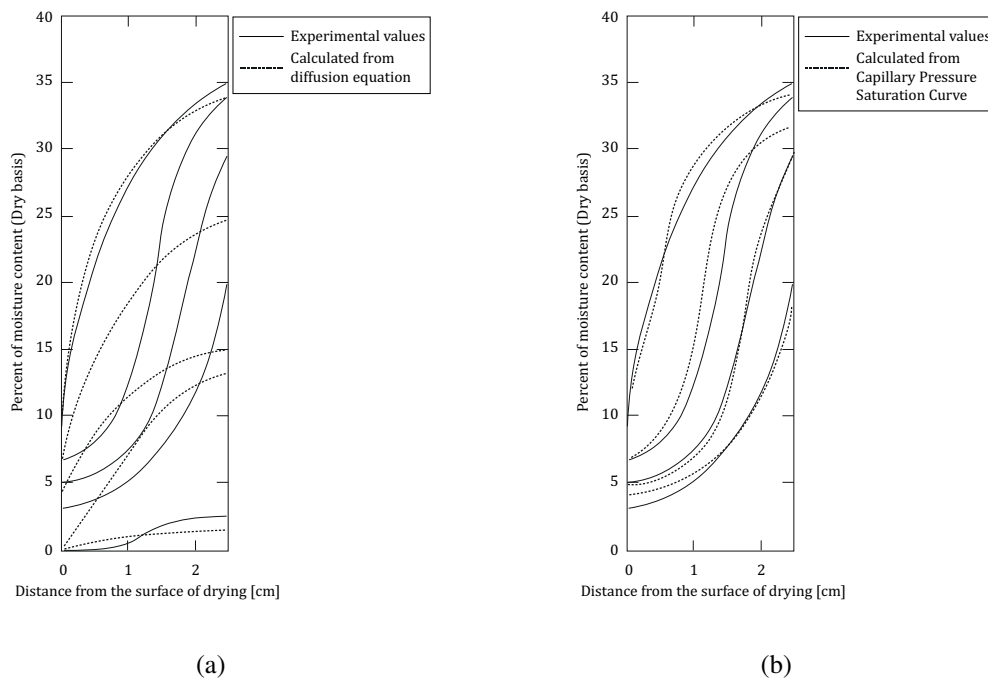 40
35
30
25
20
15
10
5
0
Percent of moisture content (Dry basis)
0
1
2
Distance from the surface of drying [cm]
Experimental values
Calculated from
diffusion equation
(a)
40
35
30
25
20
15
10
5
0
Percent of moisture content (Dry basis)
0
1
2
Distance from the surface of drying [cm]
Experimental values
Calculated from
Capillary Pressure
Saturation Curve
(b)